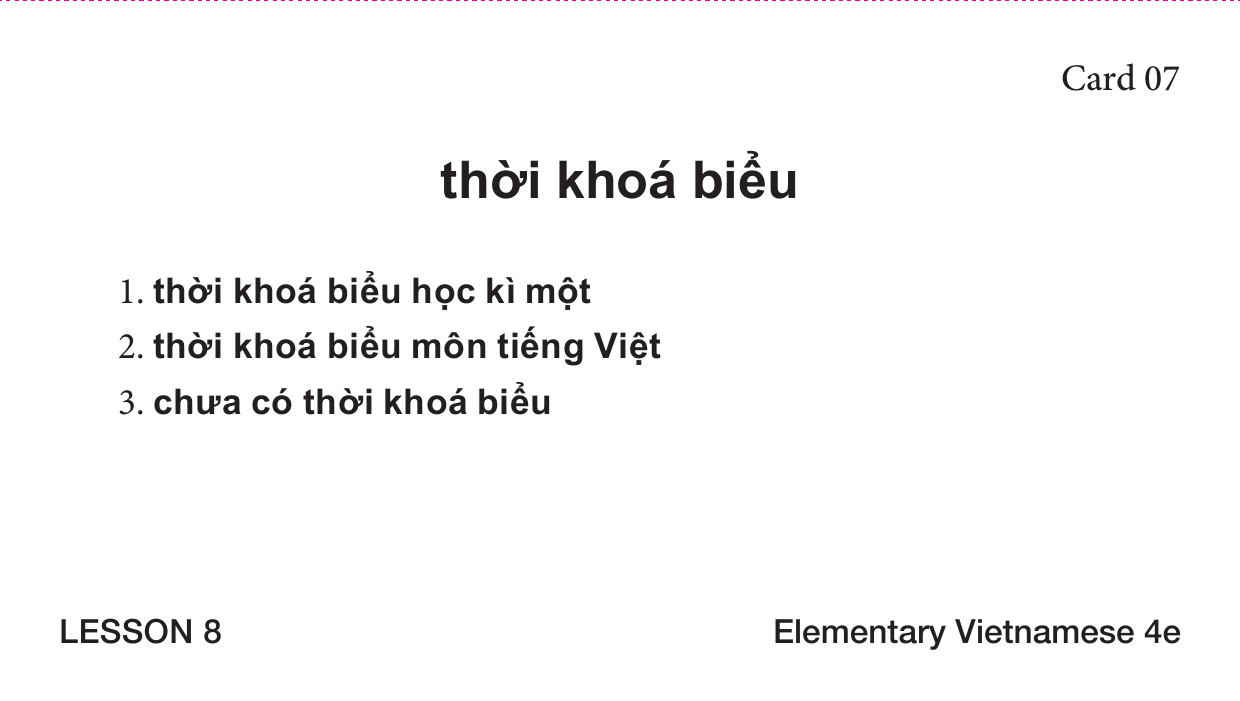 Card 07
thời khoá biểu
1. thời khoá biểu học kì một
2. thời khoá biểu môn tiếng Việt
3. chưa có thời khoá biểu
LESSON 8
Elementary Vietnamese 4e